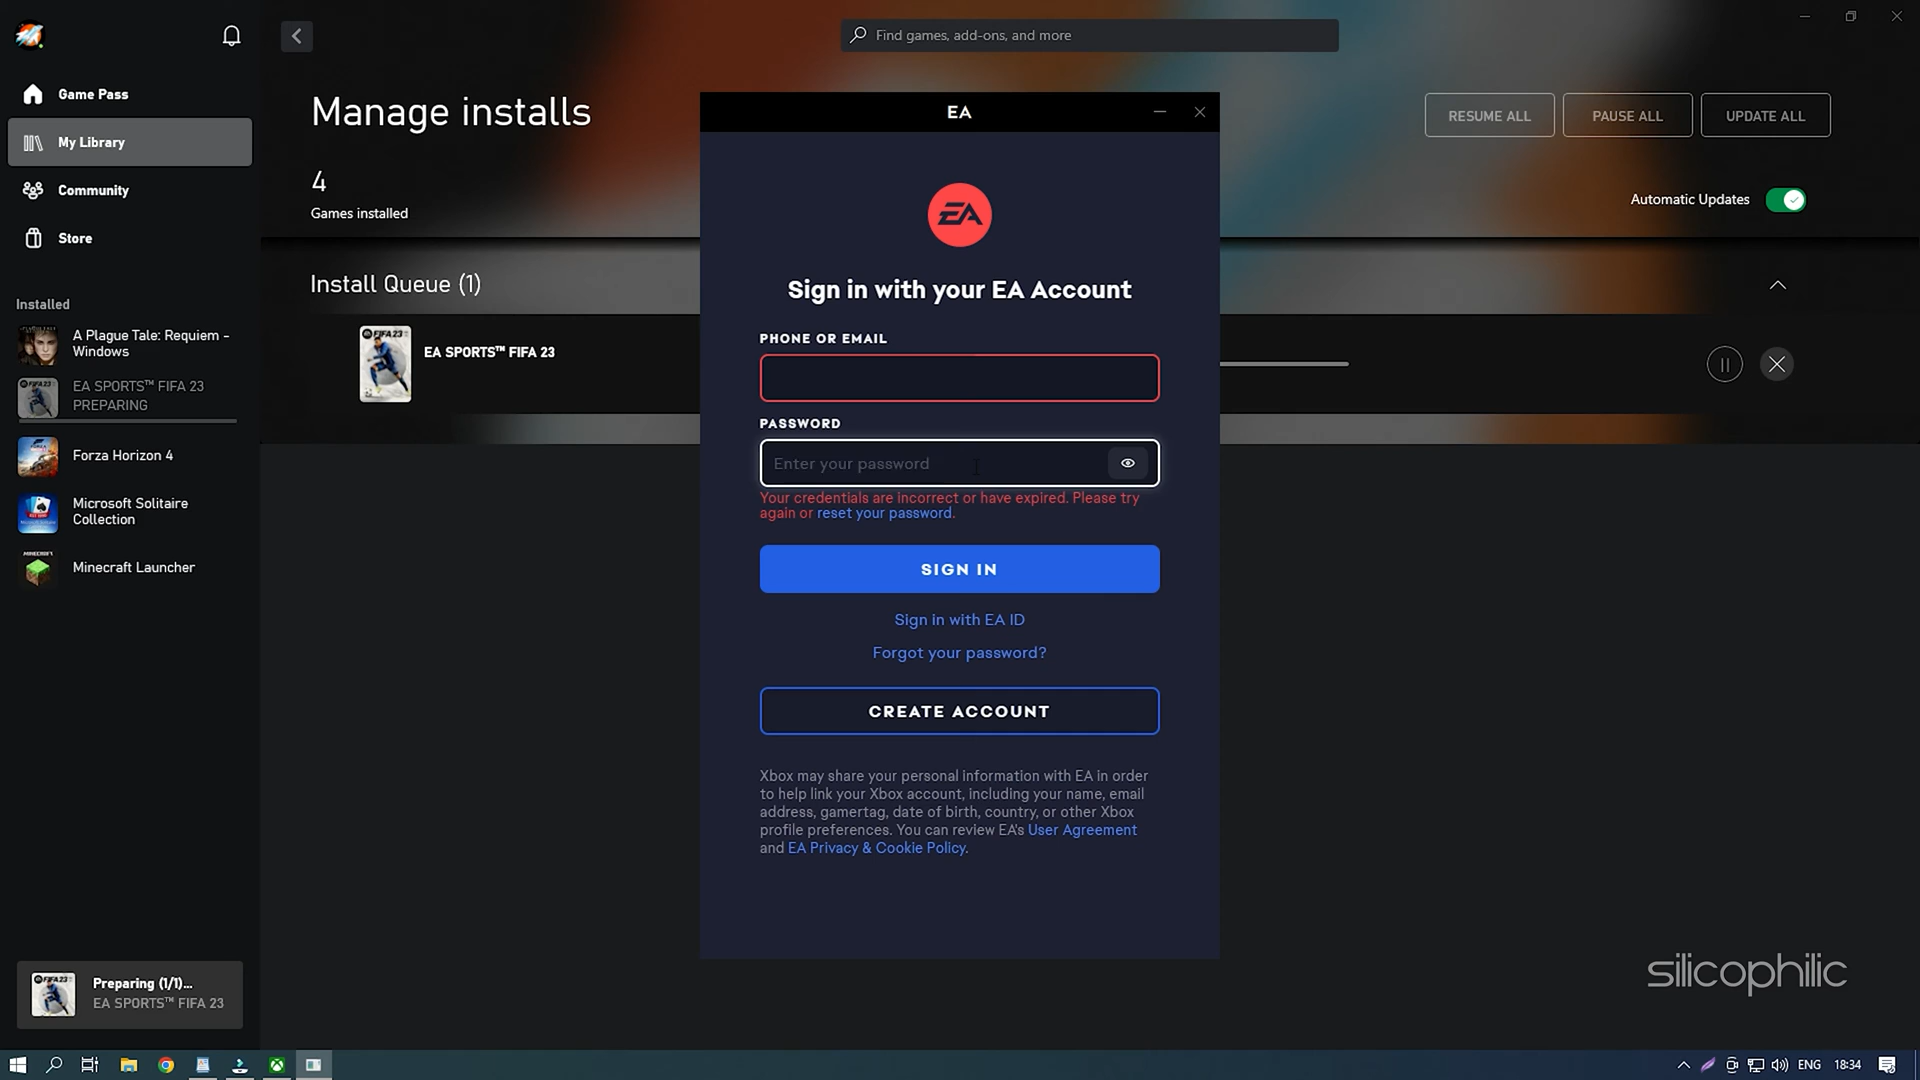 Find games, add-ons, and more
Game Pass
My Library
Community
Store
Installed
A Plague Tale: Requiem -
Windows
EA SPORTS™ FIFA 23
PREPARING
Forza Horizon 4
Microsoft Solitaire
Collection
Minecraft Launcher
Preparing (1/1)...
EA SPORTS™ FIFA 23
Manage installs
RESUME ALL
PAUSE ALL
UPDATE ALL
4
Games installed
Automatic Updates
Install Queue (1)
EA SPORTS™ FIFA 23
EA
EA
Sign in with your EA Account
PHONE OR EMAIL
PASSWORD
Enter your password
Your credentials are incorrect or have expired. Please try
again or reset your password.
SIGN IN
Sign in with EA ID
Forgot your password?
CREATE ACCOUNT
Xbox may share your personal information with EA in order
to help link your Xbox account, including your name, email
address, gamertag, date of birth, country, or other Xbox
profile preferences. You can review EA's User Agreement
and EA Privacy & Cookie Policy.
silicophilic
ENG
18:34